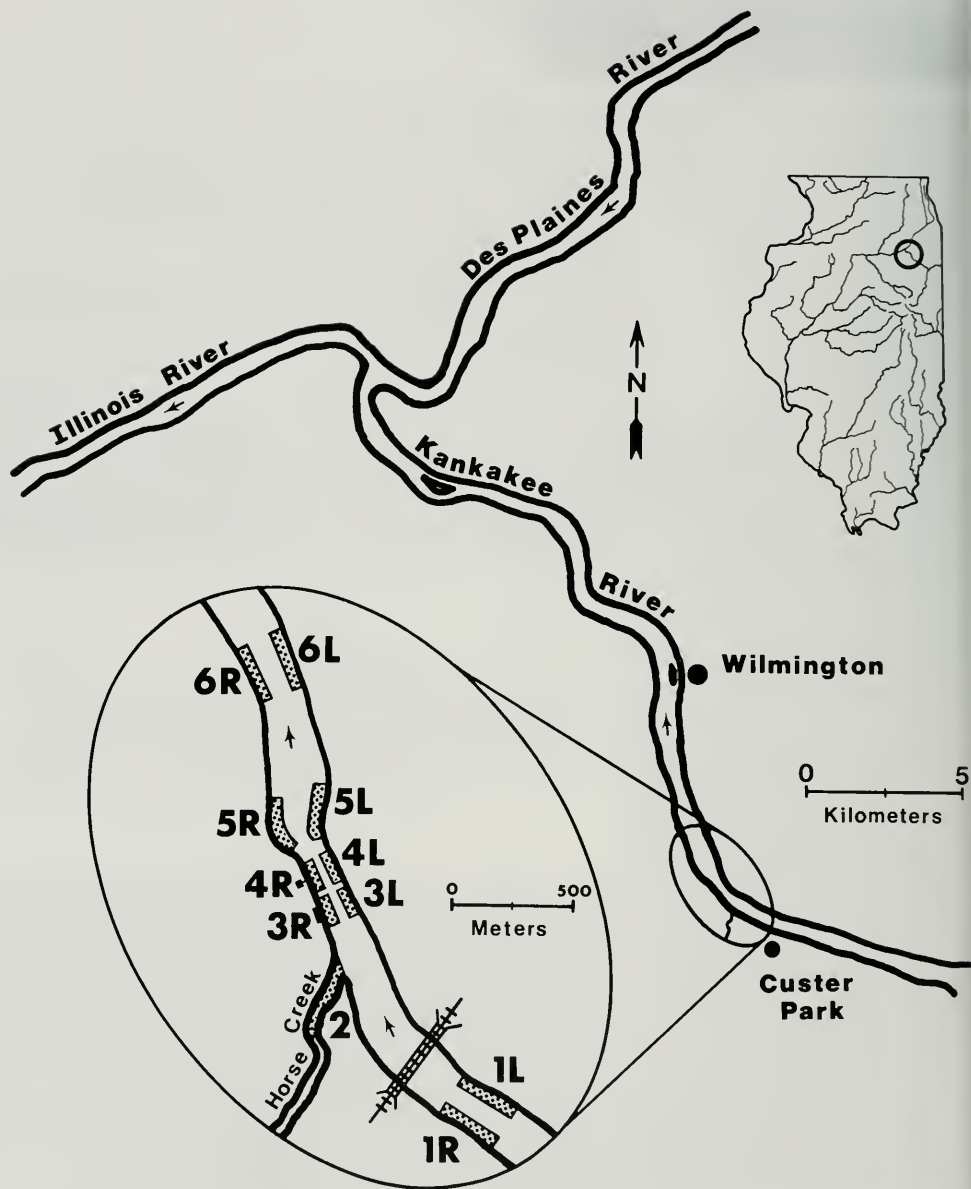 River
Des Plaines
Illinois River
N
Kankakee
River
Wilmington
0 5
Kilometers
6L
6R
5L
5R
4L
4R
3L
3R
0 500
Meters
Custer
Park
Horse Creek
2
1L
1R